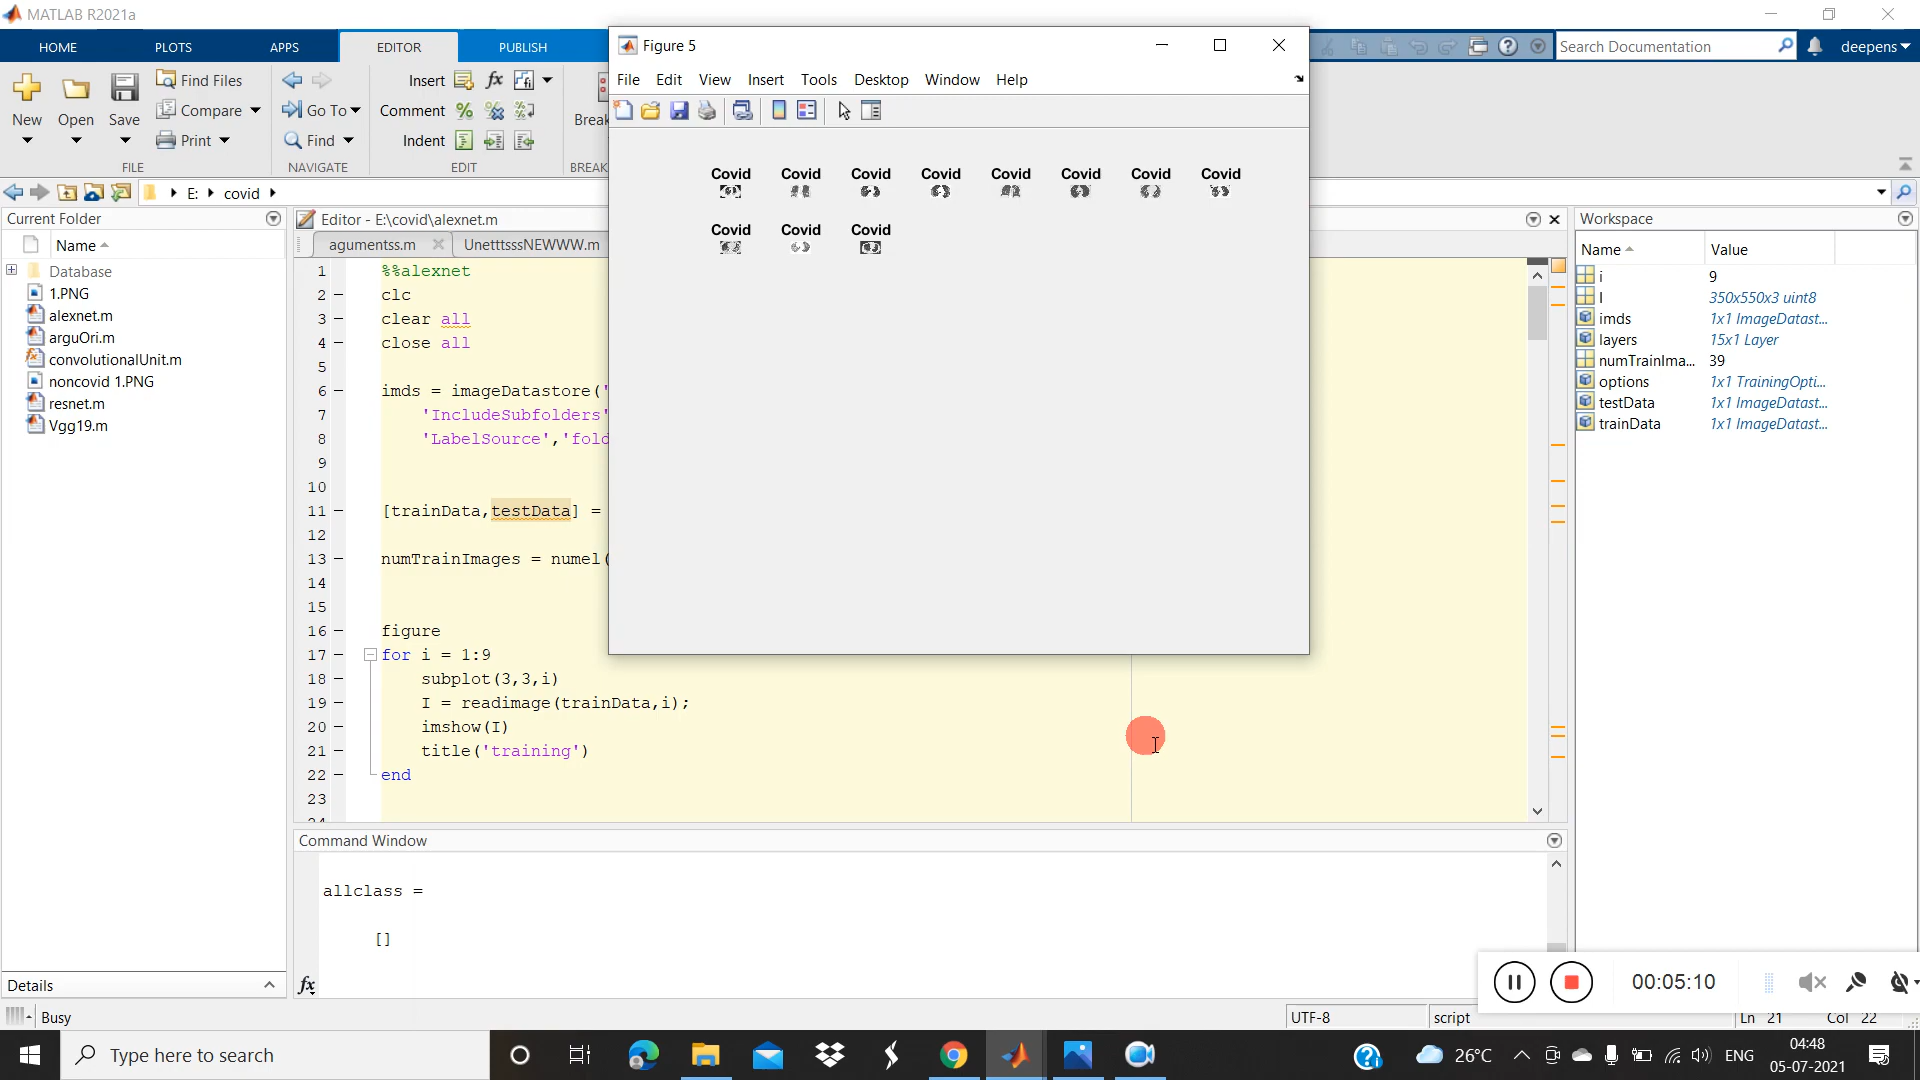 MATLAB R2021a
HOME PLOTS APPS EDITOR PUBLISH
Search Documentation
deepens
New Open Save
Find Files
Compare
Print
Go To
Find
Insert
Comment
Indent
FILE NAVIGATE EDIT BREAK
Figure 5
File Edit View Insert Tools Desktop Window Help
Covid Covid Covid Covid Covid Covid Covid Covid
Covid Covid Covid
E: covid
Current Folder
Name
Database
1.PNG
alexnet.m
arguOri.m
convolutionalUnit.m
noncovid 1.PNG
resnet.m
Vgg19.m
Details
Editor - E:\covid\alexnet.m
agumentss.m UnetttsssNEWWW.m
1 %%alexnet
2 clc
3 clear all
4 close all
5
6 imds = imageDatastore('
7 'IncludeSubfolders'
8 'LabelSource','fold
9
10
11 [trainData,testData] =
12
13 numTrainImages = numel(
14
15
16 figure
17 for i = 1:9
18 subplot(3,3,i)
19 I = readimage(trainData,i);
20 imshow(I)
21 title('training')
22 end
23
24
Command Window
allclass =
[]
fx
Workspace
Name Value
i 9
I 350x550x3 uint8
imds 1x1 ImageDatast...
layers 15x1 Layer
numTrainIma... 39
options 1x1 TrainingOpti...
testData 1x1 ImageDatast...
trainData 1x1 ImageDatast...
00:05:10
Busy
UTF-8 script Ln 21 Col 22
Type here to search
26°C
ENG
04:48
05-07-2021